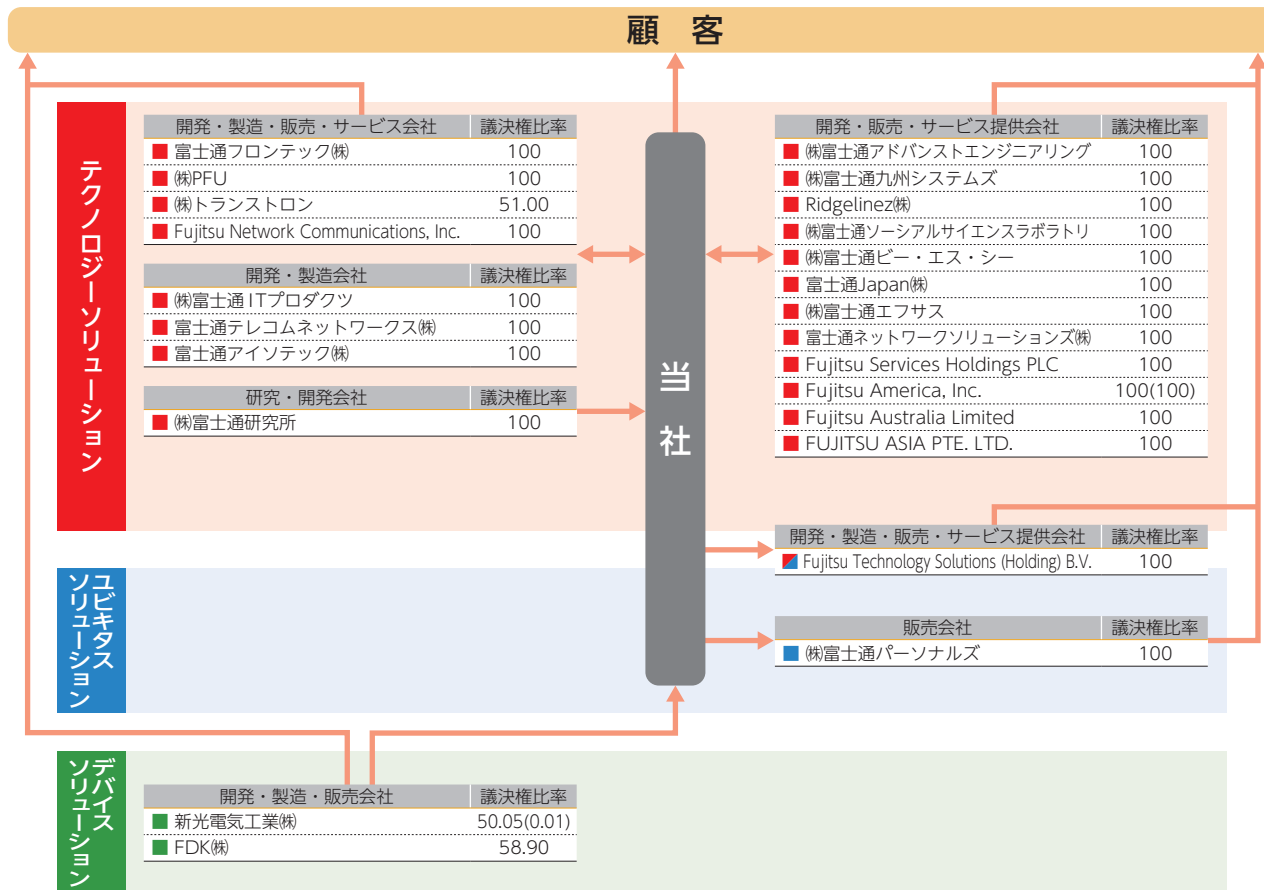 顧 客
テクノロジーソリューション
開発・製造・販売・サービス会社 議決権比率
富士通フロンテック㈱ 100
㈱PFU 100
㈱トランストロン 51.00
Fujitsu Network Communications, Inc. 100
開発・製造会社 議決権比率
㈱富士通ITプロダクツ 100
富士通テレコムネットワークス㈱ 100
富士通アイソテック㈱ 100
研究・開発会社 議決権比率
㈱富士通研究所 100
当社
開発・販売・サービス提供会社 議決権比率
㈱富士通アドバンストエンジニアリング 100
㈱富士通九州システムズ 100
Ridgelinez㈱ 100
㈱富士通ソーシアルサイエンスラボラトリ 100
㈱富士通ビー・エス・シー 100
富士通Japan㈱ 100
㈱富士通エフサス 100
富士通ネットワークソリューションズ㈱ 100
Fujitsu Services Holdings PLC 100
Fujitsu America, Inc. 100(100)
Fujitsu Australia Limited 100
FUJITSU ASIA PTE. LTD. 100
開発・製造・販売・サービス提供会社 議決権比率
Fujitsu Technology Solutions (Holding) B.V. 100
ユビキタス
ソリューション
販売会社 議決権比率
㈱富士通パーソナルズ 100
デバイス
ソリューション
開発・製造・販売会社 議決権比率
新光電気工業㈱ 50.05(0.01)
FDK㈱ 58.90